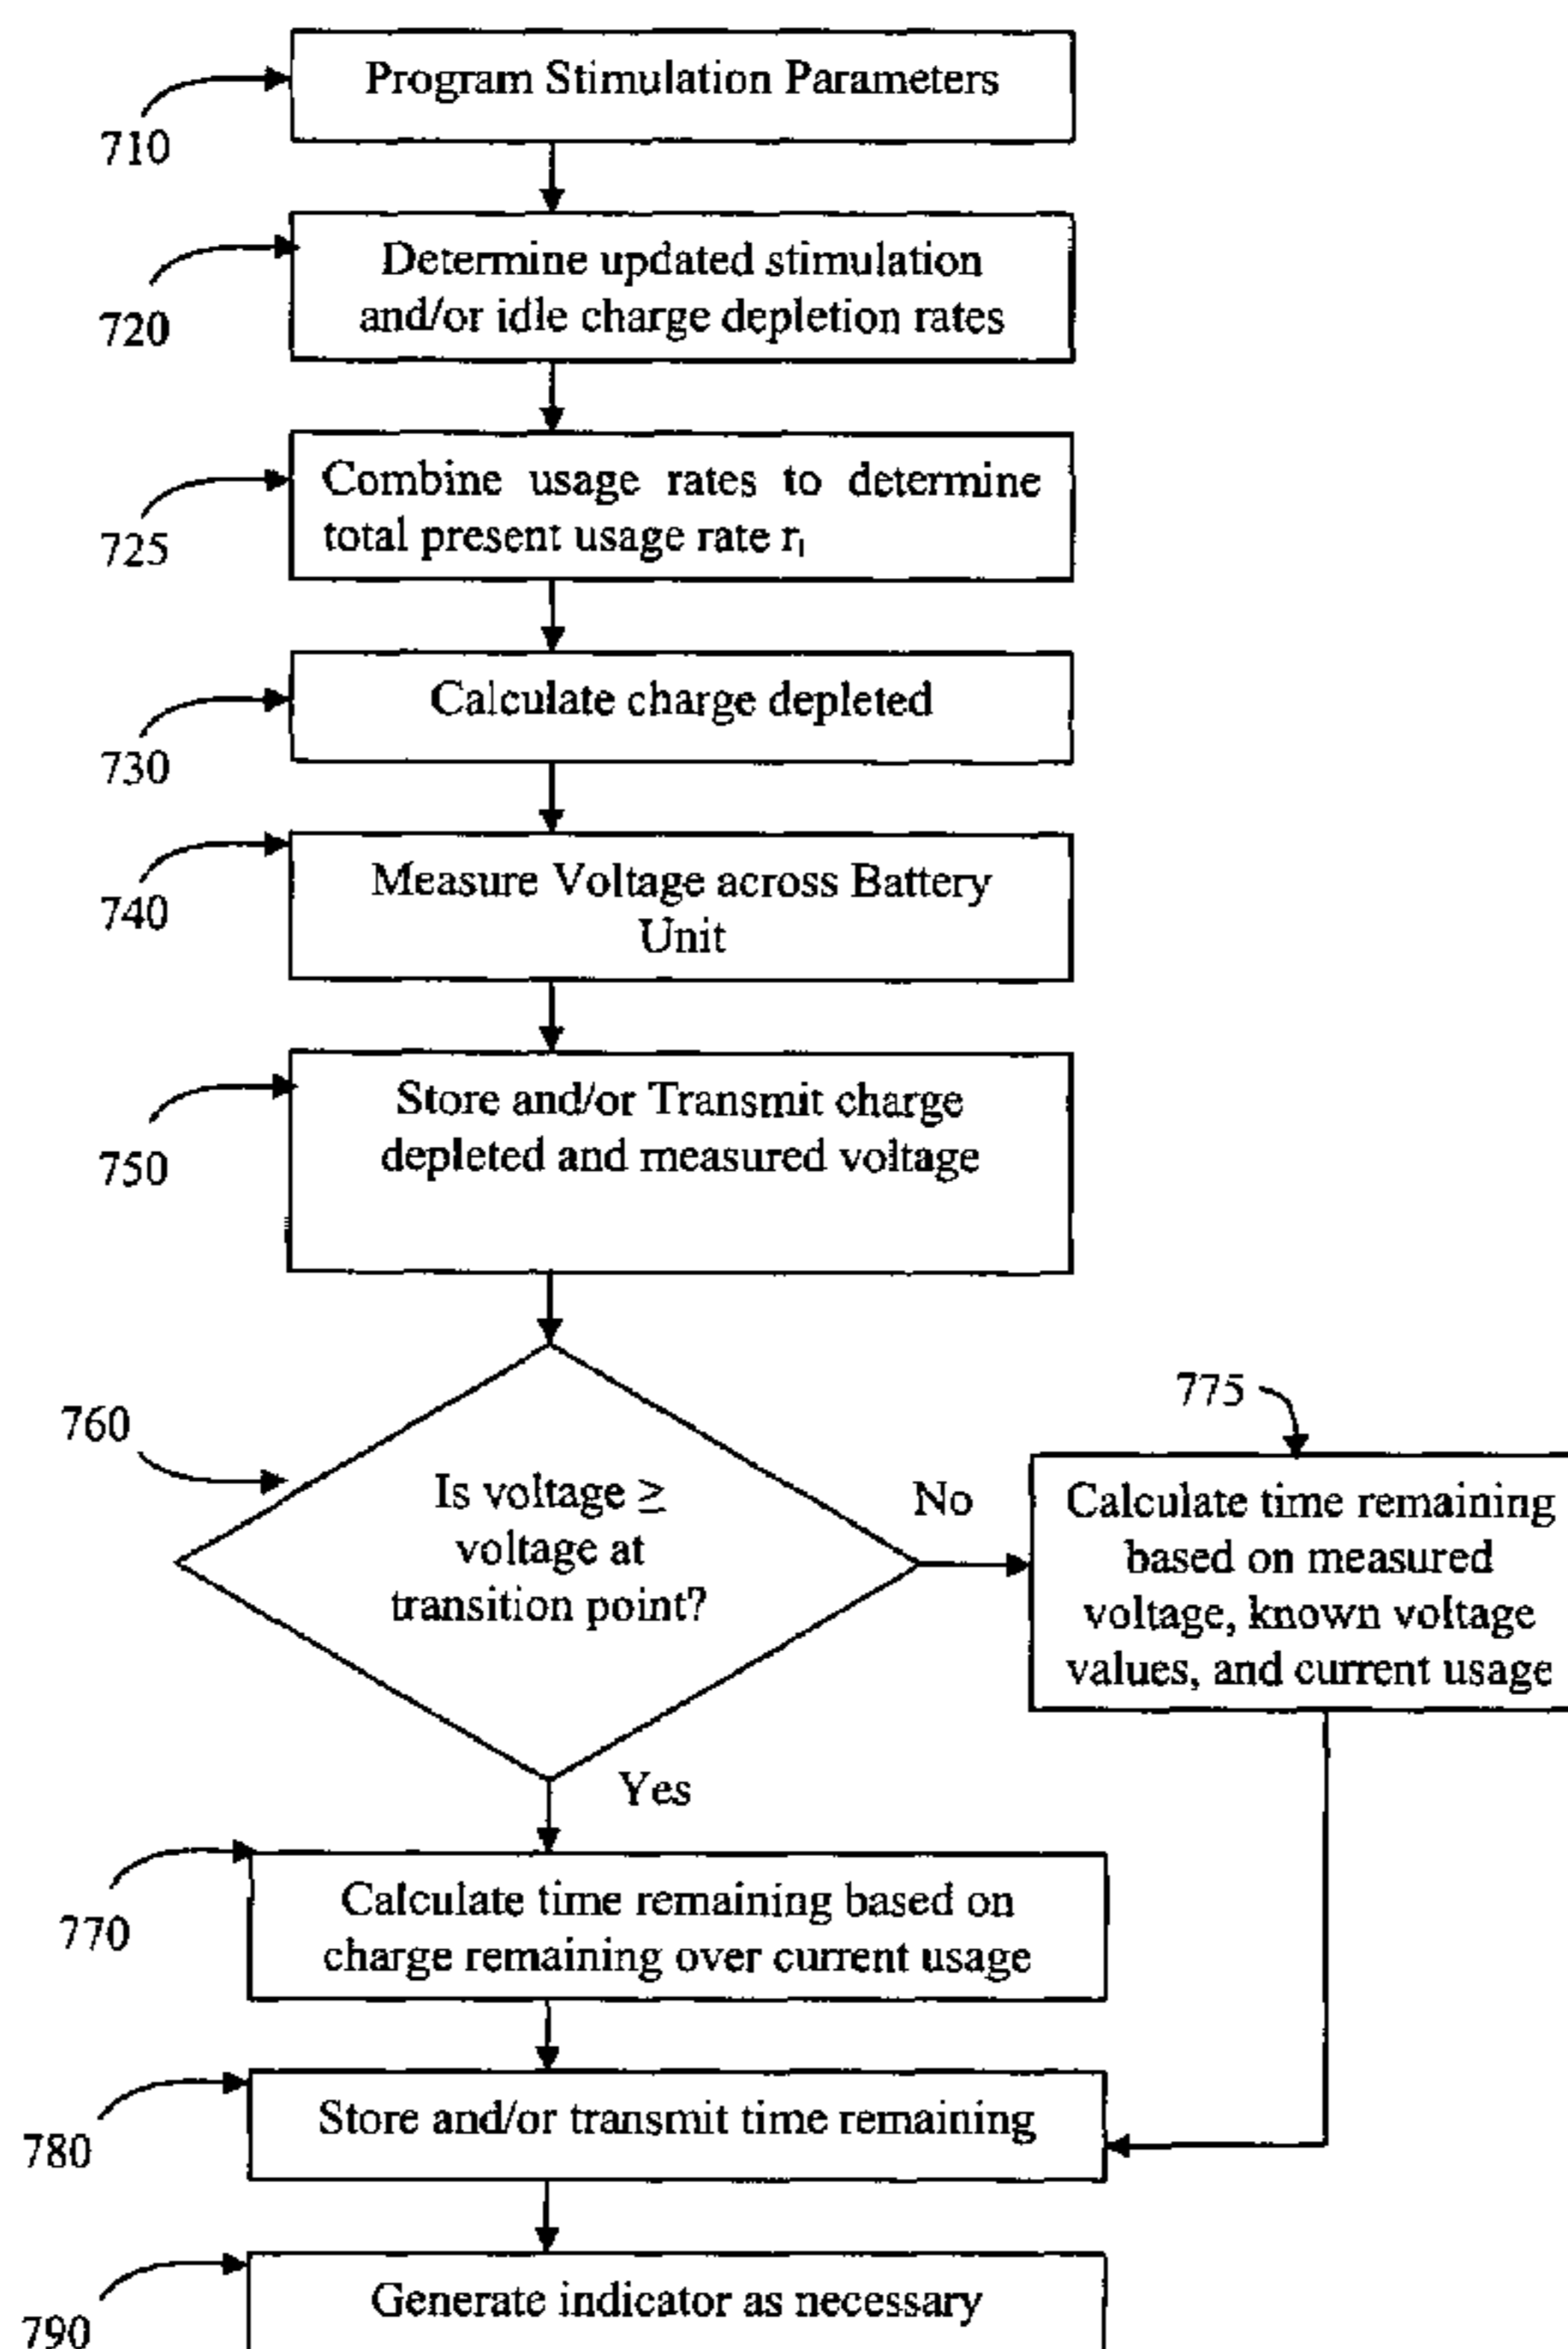 Program Stimulation Parameters
710
Determine updated stimulation
and/or idle charge depletion rates
720
Combine usage rates to determine
total present usage rate rₗ
725
Calculate charge depleted
730
Measure Voltage across Battery
Unit
740
Store and/or Transmit charge
depleted and measured voltage
750
760
Is voltage ≥
voltage at
transition point?
No
775
Calculate time remaining
based on measured
voltage, known voltage
values, and current usage
Yes
Calculate time remaining based on
charge remaining over current usage
770
Store and/or transmit time remaining
780
Generate indicator as necessary
790